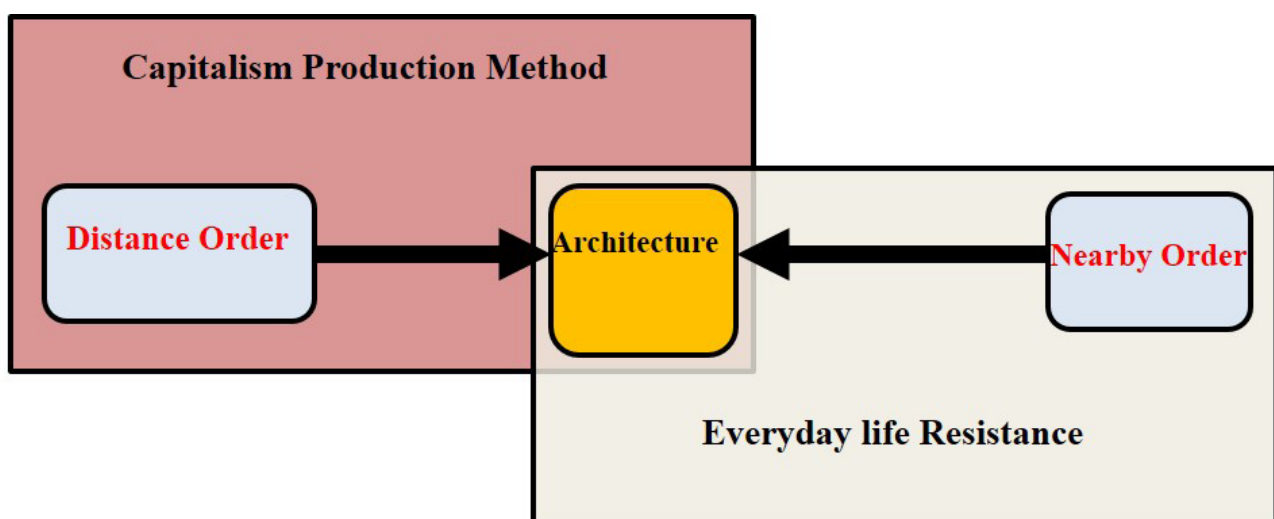 Capitalism Production Method
Distance Order
Architecture
Nearby Order
Everyday life Resistance